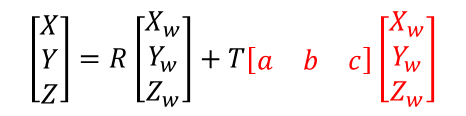 [X Y Z] = R [X_w Y_w Z_w] + T[a b c] [X_w Y_w Z_w]